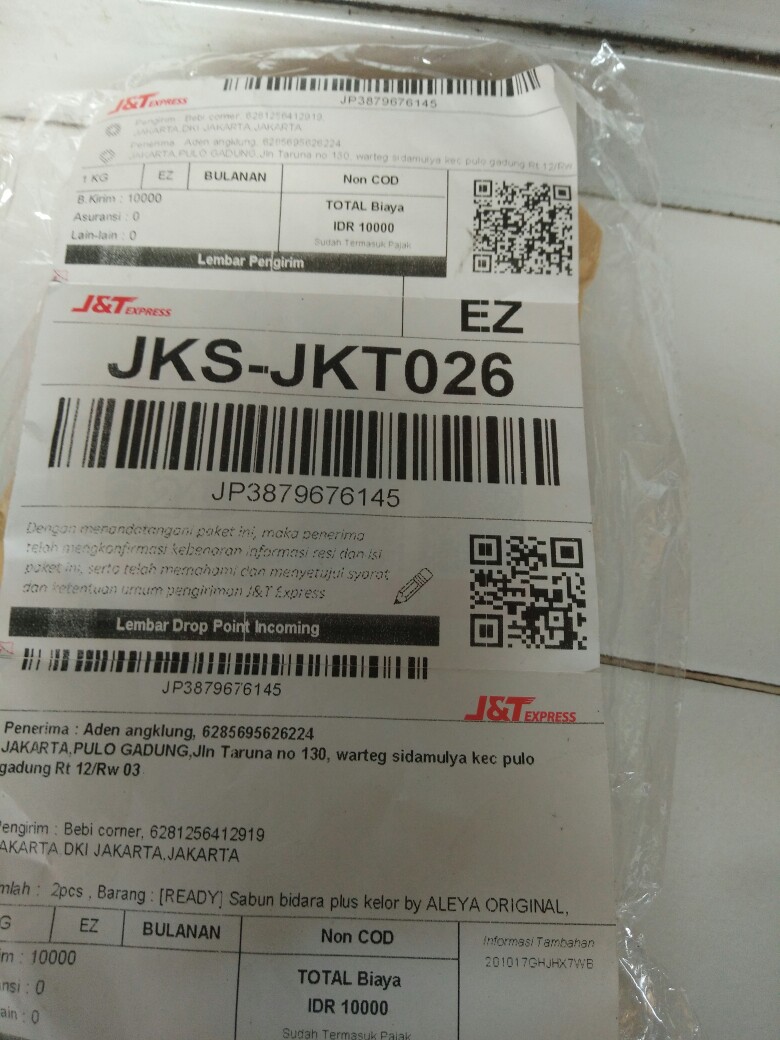 J&T EXPRESS
JP3879676145
Pengirim : Bebi corner, 6281256412919
JAKARTA,DKI JAKARTA,JAKARTA
Penerima : Aden angklung, 6285695626224
JAKARTA,PULO GADUNG,Jln Taruna no 130, warteg sidamulya kec pulo gadung Rt 12/Rw
1 KG EZ BULANAN Non COD
B.Kirim : 10000
Asuransi : 0
Lain-lain : 0
TOTAL Biaya
IDR 10000
Sudah Termasuk Pajak
Lembar Pengirim
J&T EXPRESS
EZ
JKS-JKT026
JP3879676145
Dengan menandatangani paket ini, maka penerima
telah mengkonfirmasi kebenaran informasi resi dan isi
paket ini, serta telah memahami dan menyetujui syarat
dan ketentuan umum pengiriman J&T Express
Lembar Drop Point Incoming
JP3879676145
J&T EXPRESS
Penerima : Aden angklung, 6285695626224
JAKARTA,PULO GADUNG,Jln Taruna no 130, warteg sidamulya kec pulo
gadung Rt 12/Rw 03
engirim : Bebi corner, 6281256412919
AKARTA,DKI JAKARTA,JAKARTA
mlah : 2pcs , Barang : [READY] Sabun bidara plus kelor by ALEYA ORIGINAL,
G EZ BULANAN Non COD
im : 10000
nsi : 0
ain : 0
TOTAL Biaya
IDR 10000
Sudah Termasuk Pajak
Informasi Tambahan
201017GHJHX7WB